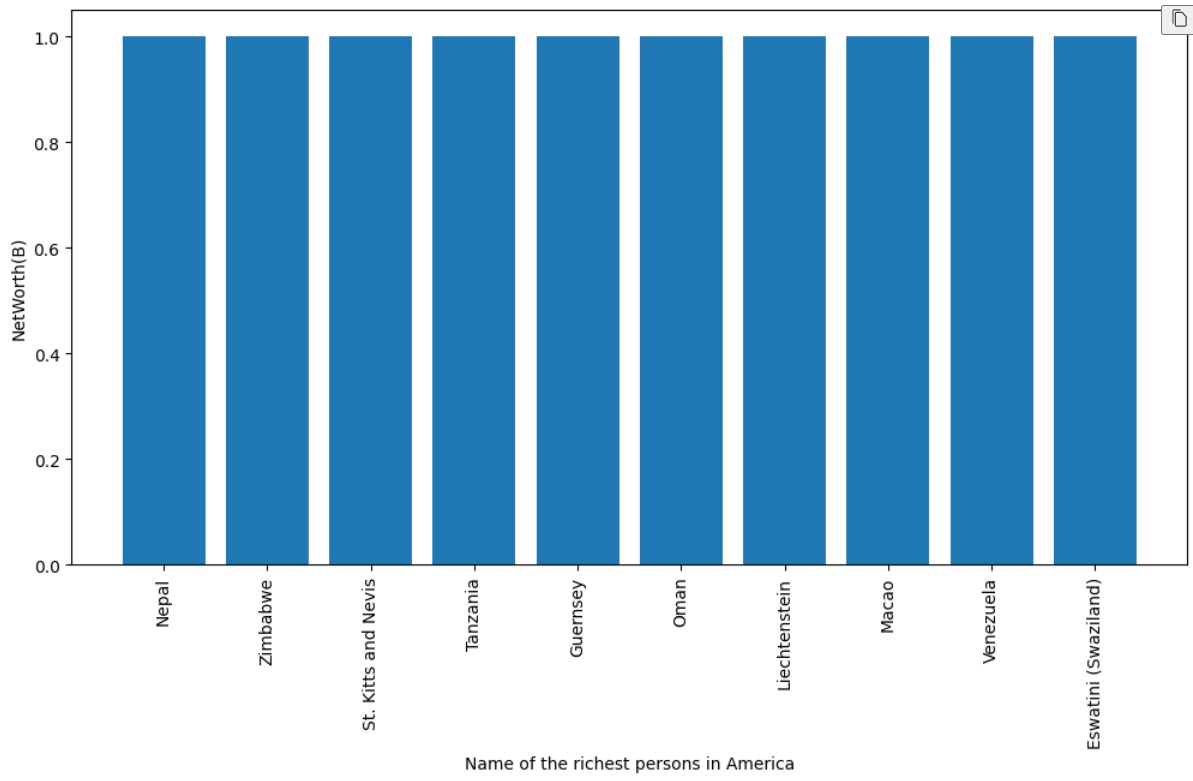 1.0
0.8
0.6
0.4
0.2
0.0
NetWorth(B)
Nepal
Zimbabwe
St. Kitts and Nevis
Tanzania
Guernsey
Oman
Liechtenstein
Macao
Venezuela
Eswatini (Swaziland)
Name of the richest persons in America